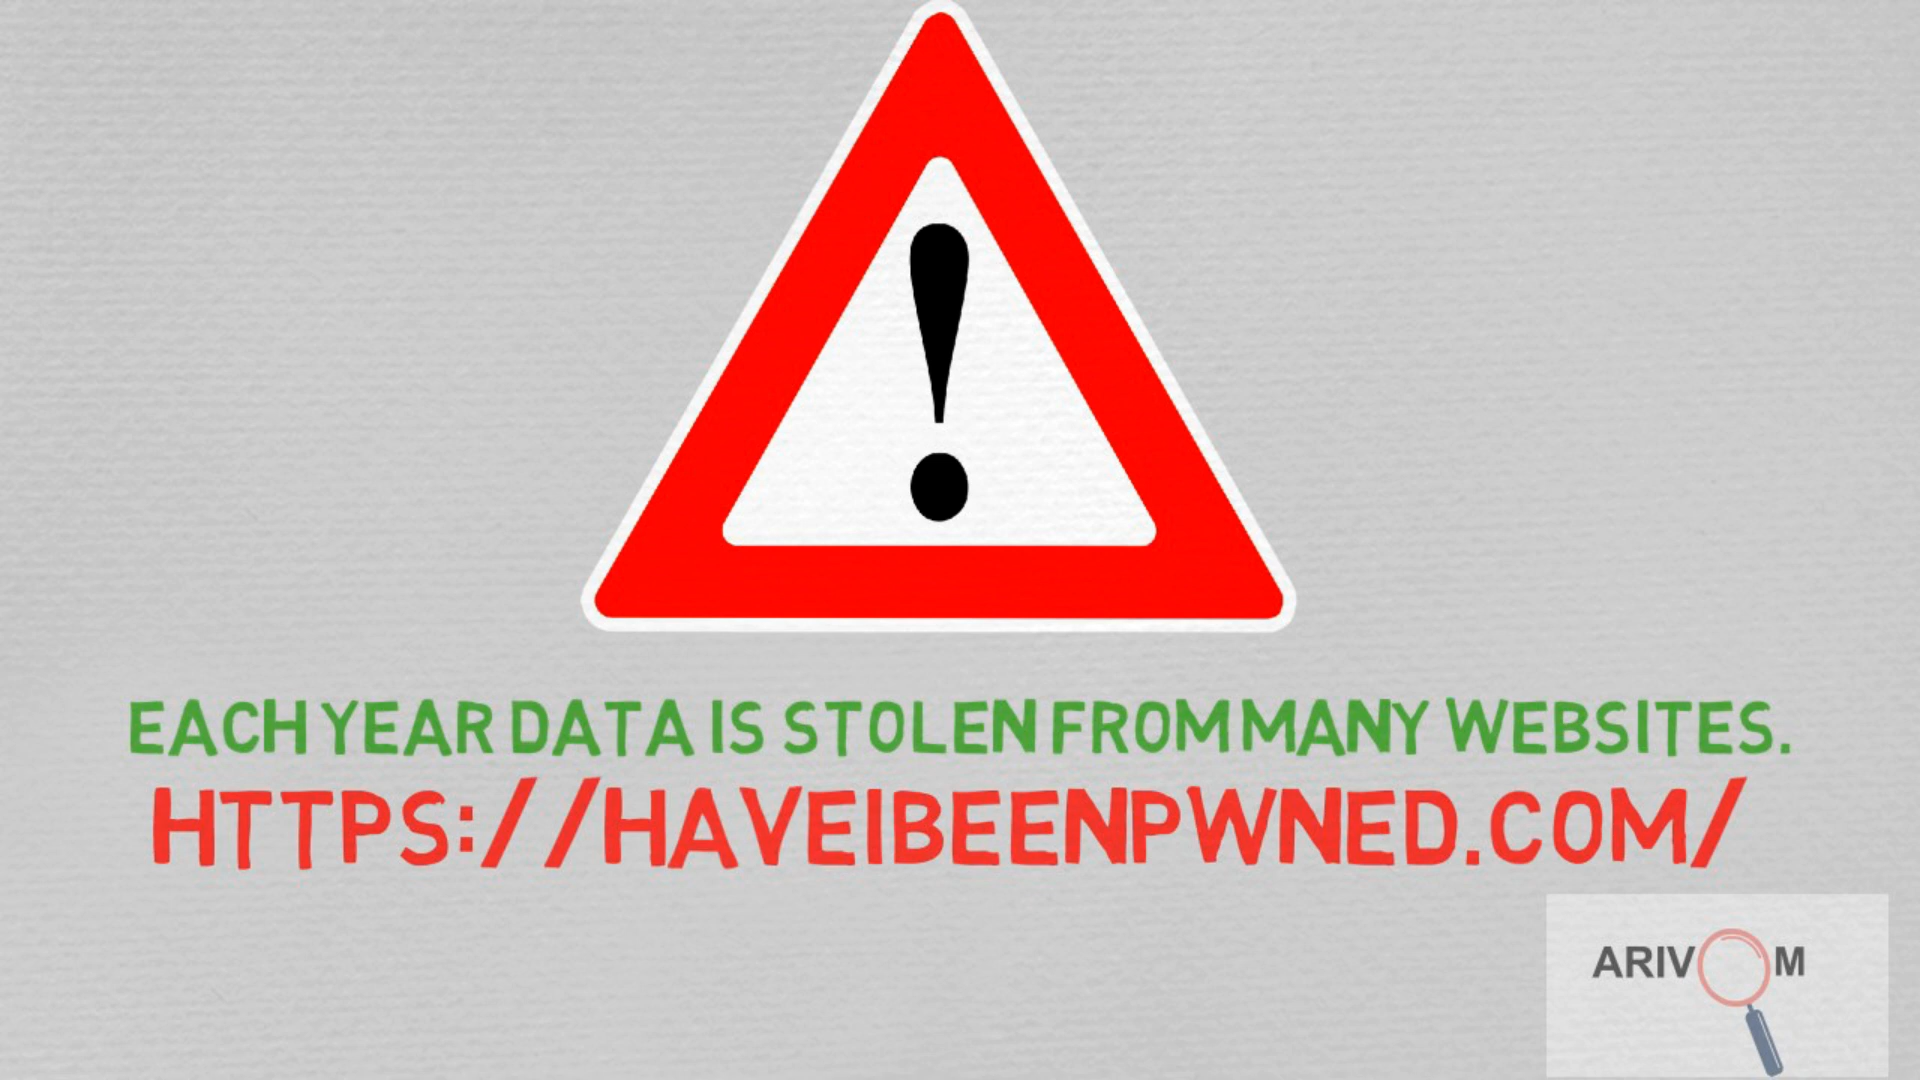 !
EACH YEAR DATA IS STOLEN FROM MANY WEBSITES.
HTTPS://HAVEIBEENPWNED.COM/
ARIVOM